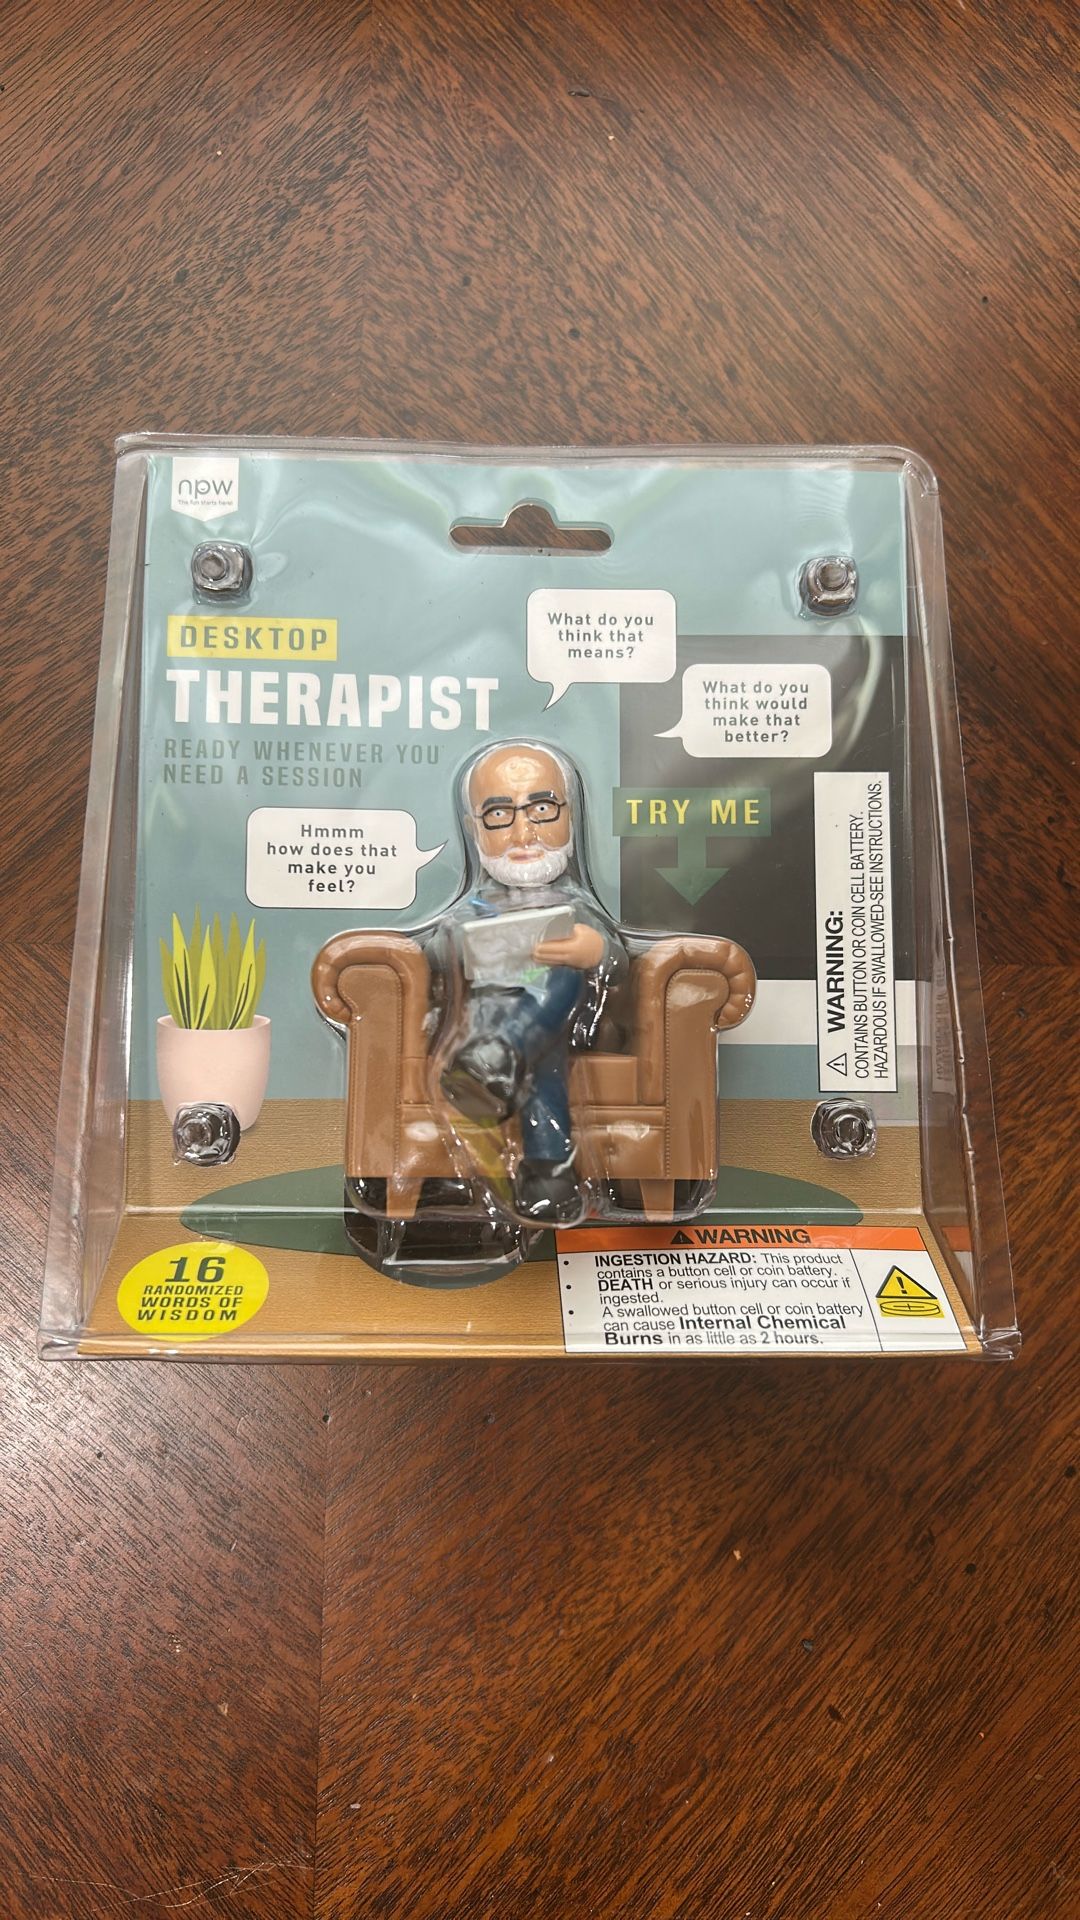 npw
The fun starts here!
DESKTOP
THERAPIST
READY WHENEVER YOU
NEED A SESSION
What do you
think that
means?
What do you
think would
make that
better?
Hmmm
how does that
make you
feel?
TRY ME
⚠ WARNING:
CONTAINS BUTTON OR COIN CELL BATTERY.
HAZARDOUS IF SWALLOWED-SEE INSTRUCTIONS.
16
RANDOMIZED
WORDS OF
WISDOM
⚠ WARNING
• INGESTION HAZARD: This product
contains a button cell or coin battery.
• DEATH or serious injury can occur if
ingested.
• A swallowed button cell or coin battery
can cause Internal Chemical
Burns in as little as 2 hours.